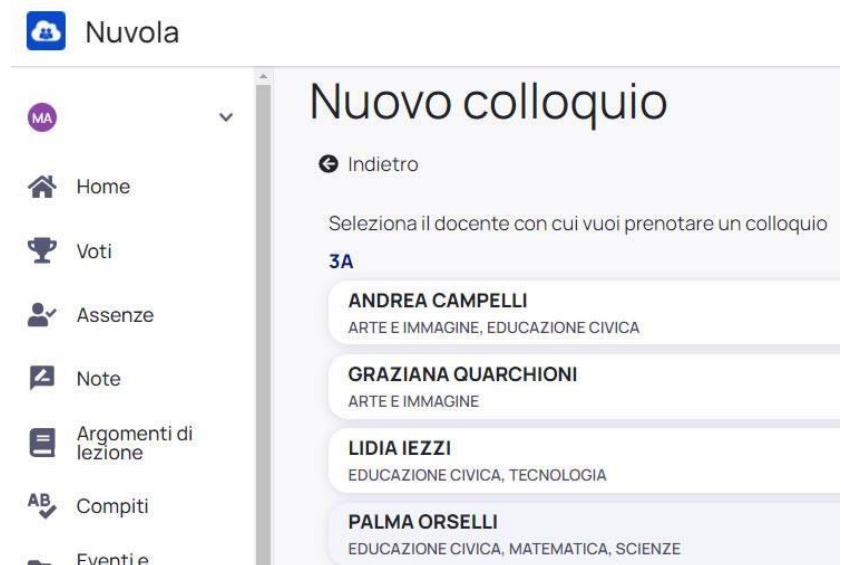 Nuvola
MA
Home
Voti
Assenze
Note
Argomenti di
lezione
AB
Compiti
Eventi e
Nuovo colloquio
Indietro
Seleziona il docente con cui vuoi prenotare un colloquio
3A
ANDREA CAMPELLI
ARTE E IMMAGINE, EDUCAZIONE CIVICA
GRAZIANA QUARCHIONI
ARTE E IMMAGINE
LIDIA IEZZI
EDUCAZIONE CIVICA, TECNOLOGIA
PALMA ORSELLI
EDUCAZIONE CIVICA, MATEMATICA, SCIENZE